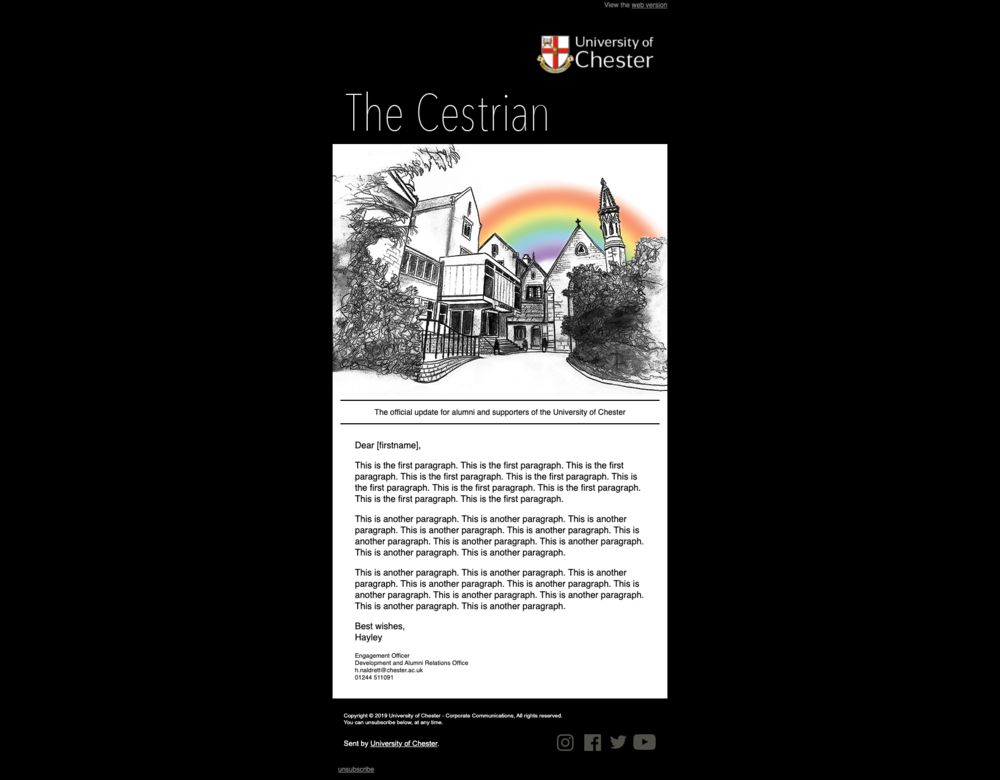 View the web version
University of
Chester
The Cestrian
The official update for alumni and supporters of the University of Chester
Dear [firstname],
This is the first paragraph. This is the first paragraph. This is the first
paragraph. This is the first paragraph. This is the first paragraph. This is
the first paragraph. This is the first paragraph. This is the first paragraph.
This is the first paragraph. This is the first paragraph.
This is another paragraph. This is another paragraph. This is another
paragraph. This is another paragraph. This is another paragraph. This is
another paragraph. This is another paragraph. This is another paragraph.
This is another paragraph. This is another paragraph.
This is another paragraph. This is another paragraph. This is another
paragraph. This is another paragraph. This is another paragraph. This is
another paragraph. This is another paragraph. This is another paragraph.
This is another paragraph. This is another paragraph.
Best wishes,
Hayley
Engagement Officer
Development and Alumni Relations Office
h.naldrett@chester.ac.uk
01244 511091
Copyright © 2019 University of Chester - Corporate Communications, All rights reserved.
You can unsubscribe below, at any time.
Sent by University of Chester.
unsubscribe